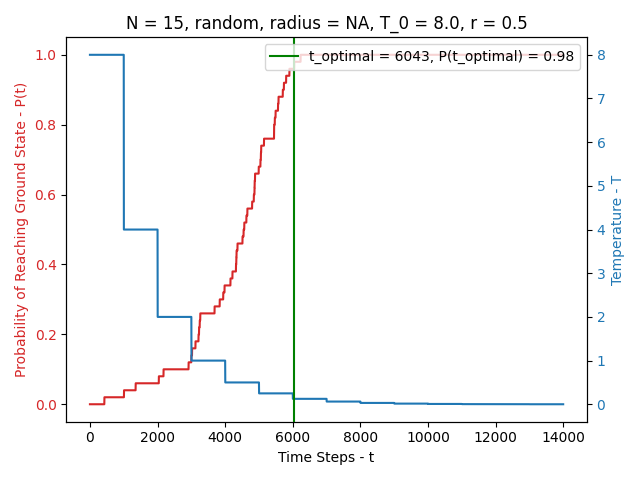 N = 15, random, radius = NA, T_0 = 8.0, r = 0.5
t_optimal = 6043, P(t_optimal) = 0.98
Probability of Reaching Ground State - P(t)
1.0
0.8
0.6
0.4
0.2
0.0
8
7
6
5
4
3
2
1
0
Temperature - T
0 2000 4000 6000 8000 10000 12000 14000
Time Steps - t